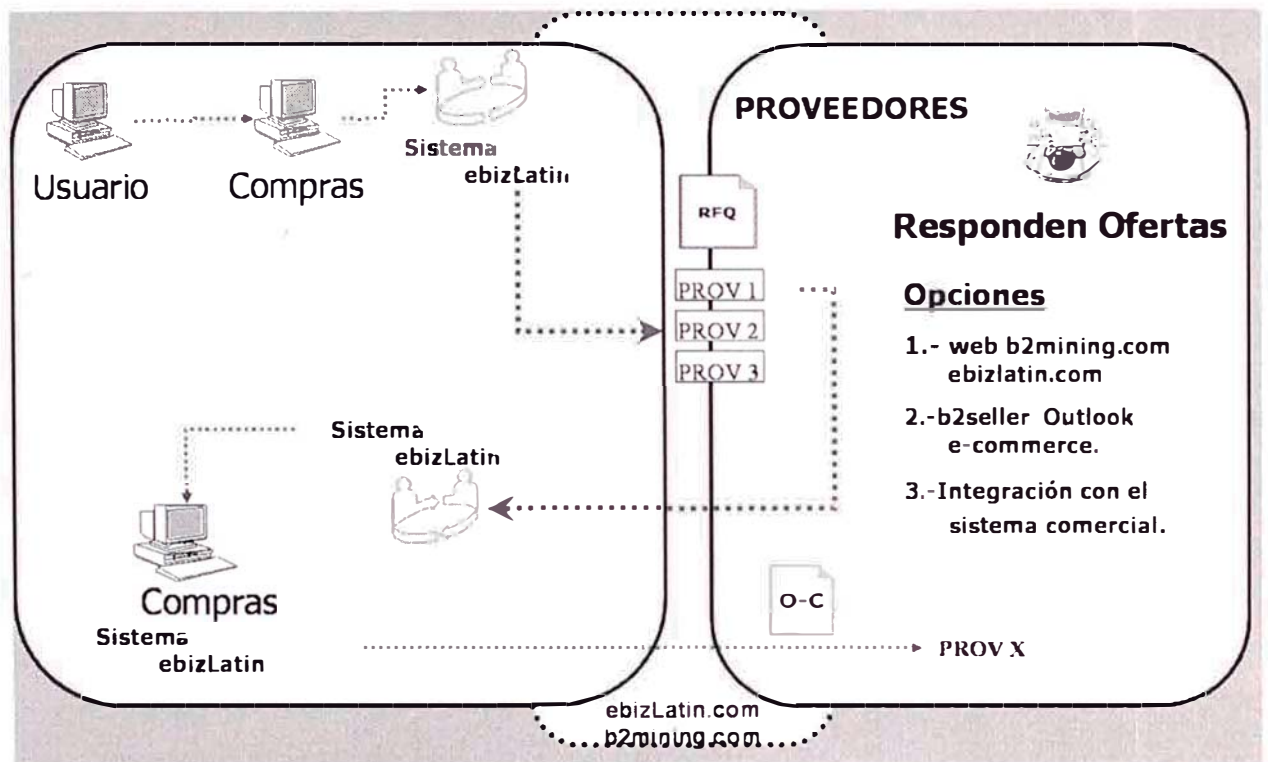 Usuario
Compras
Sistema
ebizLatin
PROVEEDORES
RFQ
Responden Ofertas
PROV 1
PROV 2
PROV 3
Opciones
1.- web b2mining.com
ebizlatin.com
2.-b2seller Outlook
e-commerce.
3.-Integración con el
sistema comercial.
Sistema
ebizLatin
Compras
Sistema
ebizLatin
O-C
PROV X
ebizLatin.com
b2mining.com